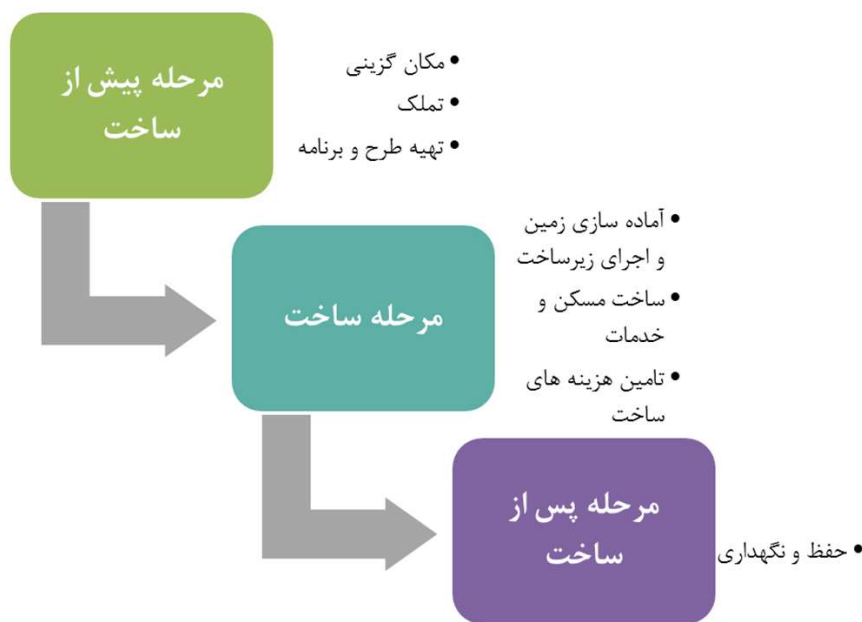 مرحله پیش از
ساخت
• مکان گزینی
• تملک
• تهیه طرح و برنامه
مرحله ساخت
• آماده سازی زمین
و اجرای زیرساخت
• ساخت مسکن و
خدمات
• تامین هزینه های
ساخت
مرحله پس از
ساخت
• حفظ و نگهداری